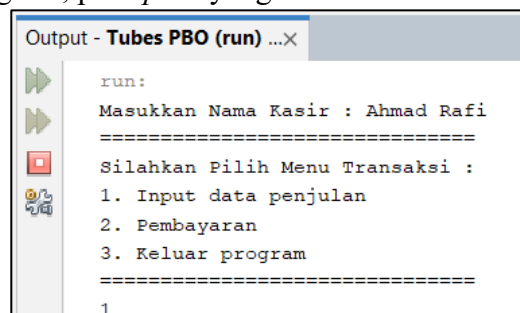 Output - Tubes PBO (run) ...×
run:
Masukkan Nama Kasir : Ahmad Rafi
===============================
Silahkan Pilih Menu Transaksi :
1. Input data penjulan
2. Pembayaran
3. Keluar program
===============================
1